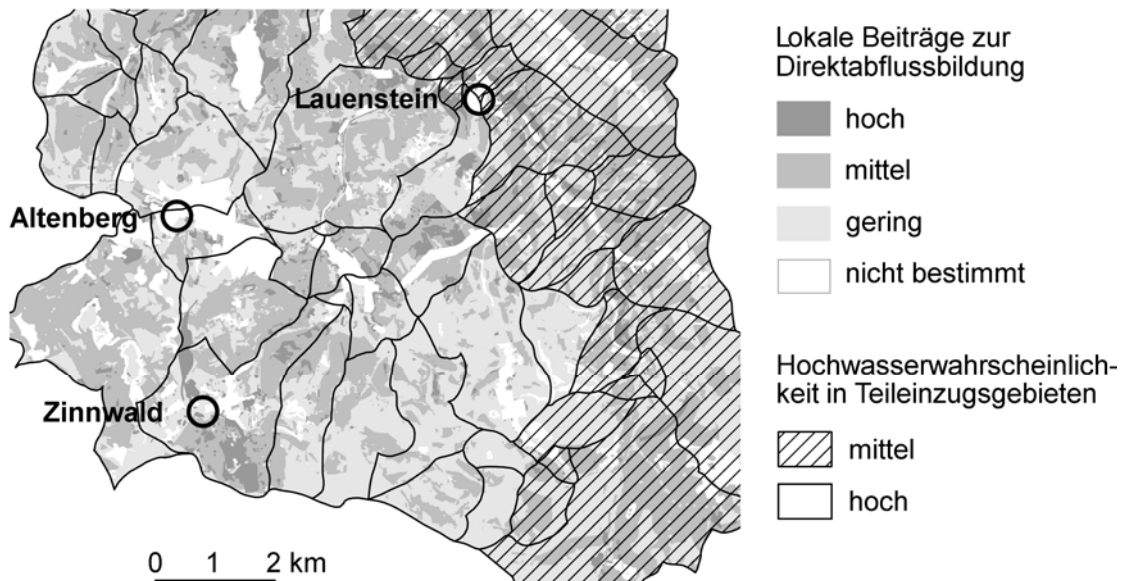 Lauenstein
Altenberg
Zinnwald
0 1 2 km
Lokale Beiträge zur
Direktabflussbildung
hoch
mittel
gering
nicht bestimmt
Hochwasserwahrscheinlich-
keit in Teileinzugsgebieten
mittel
hoch